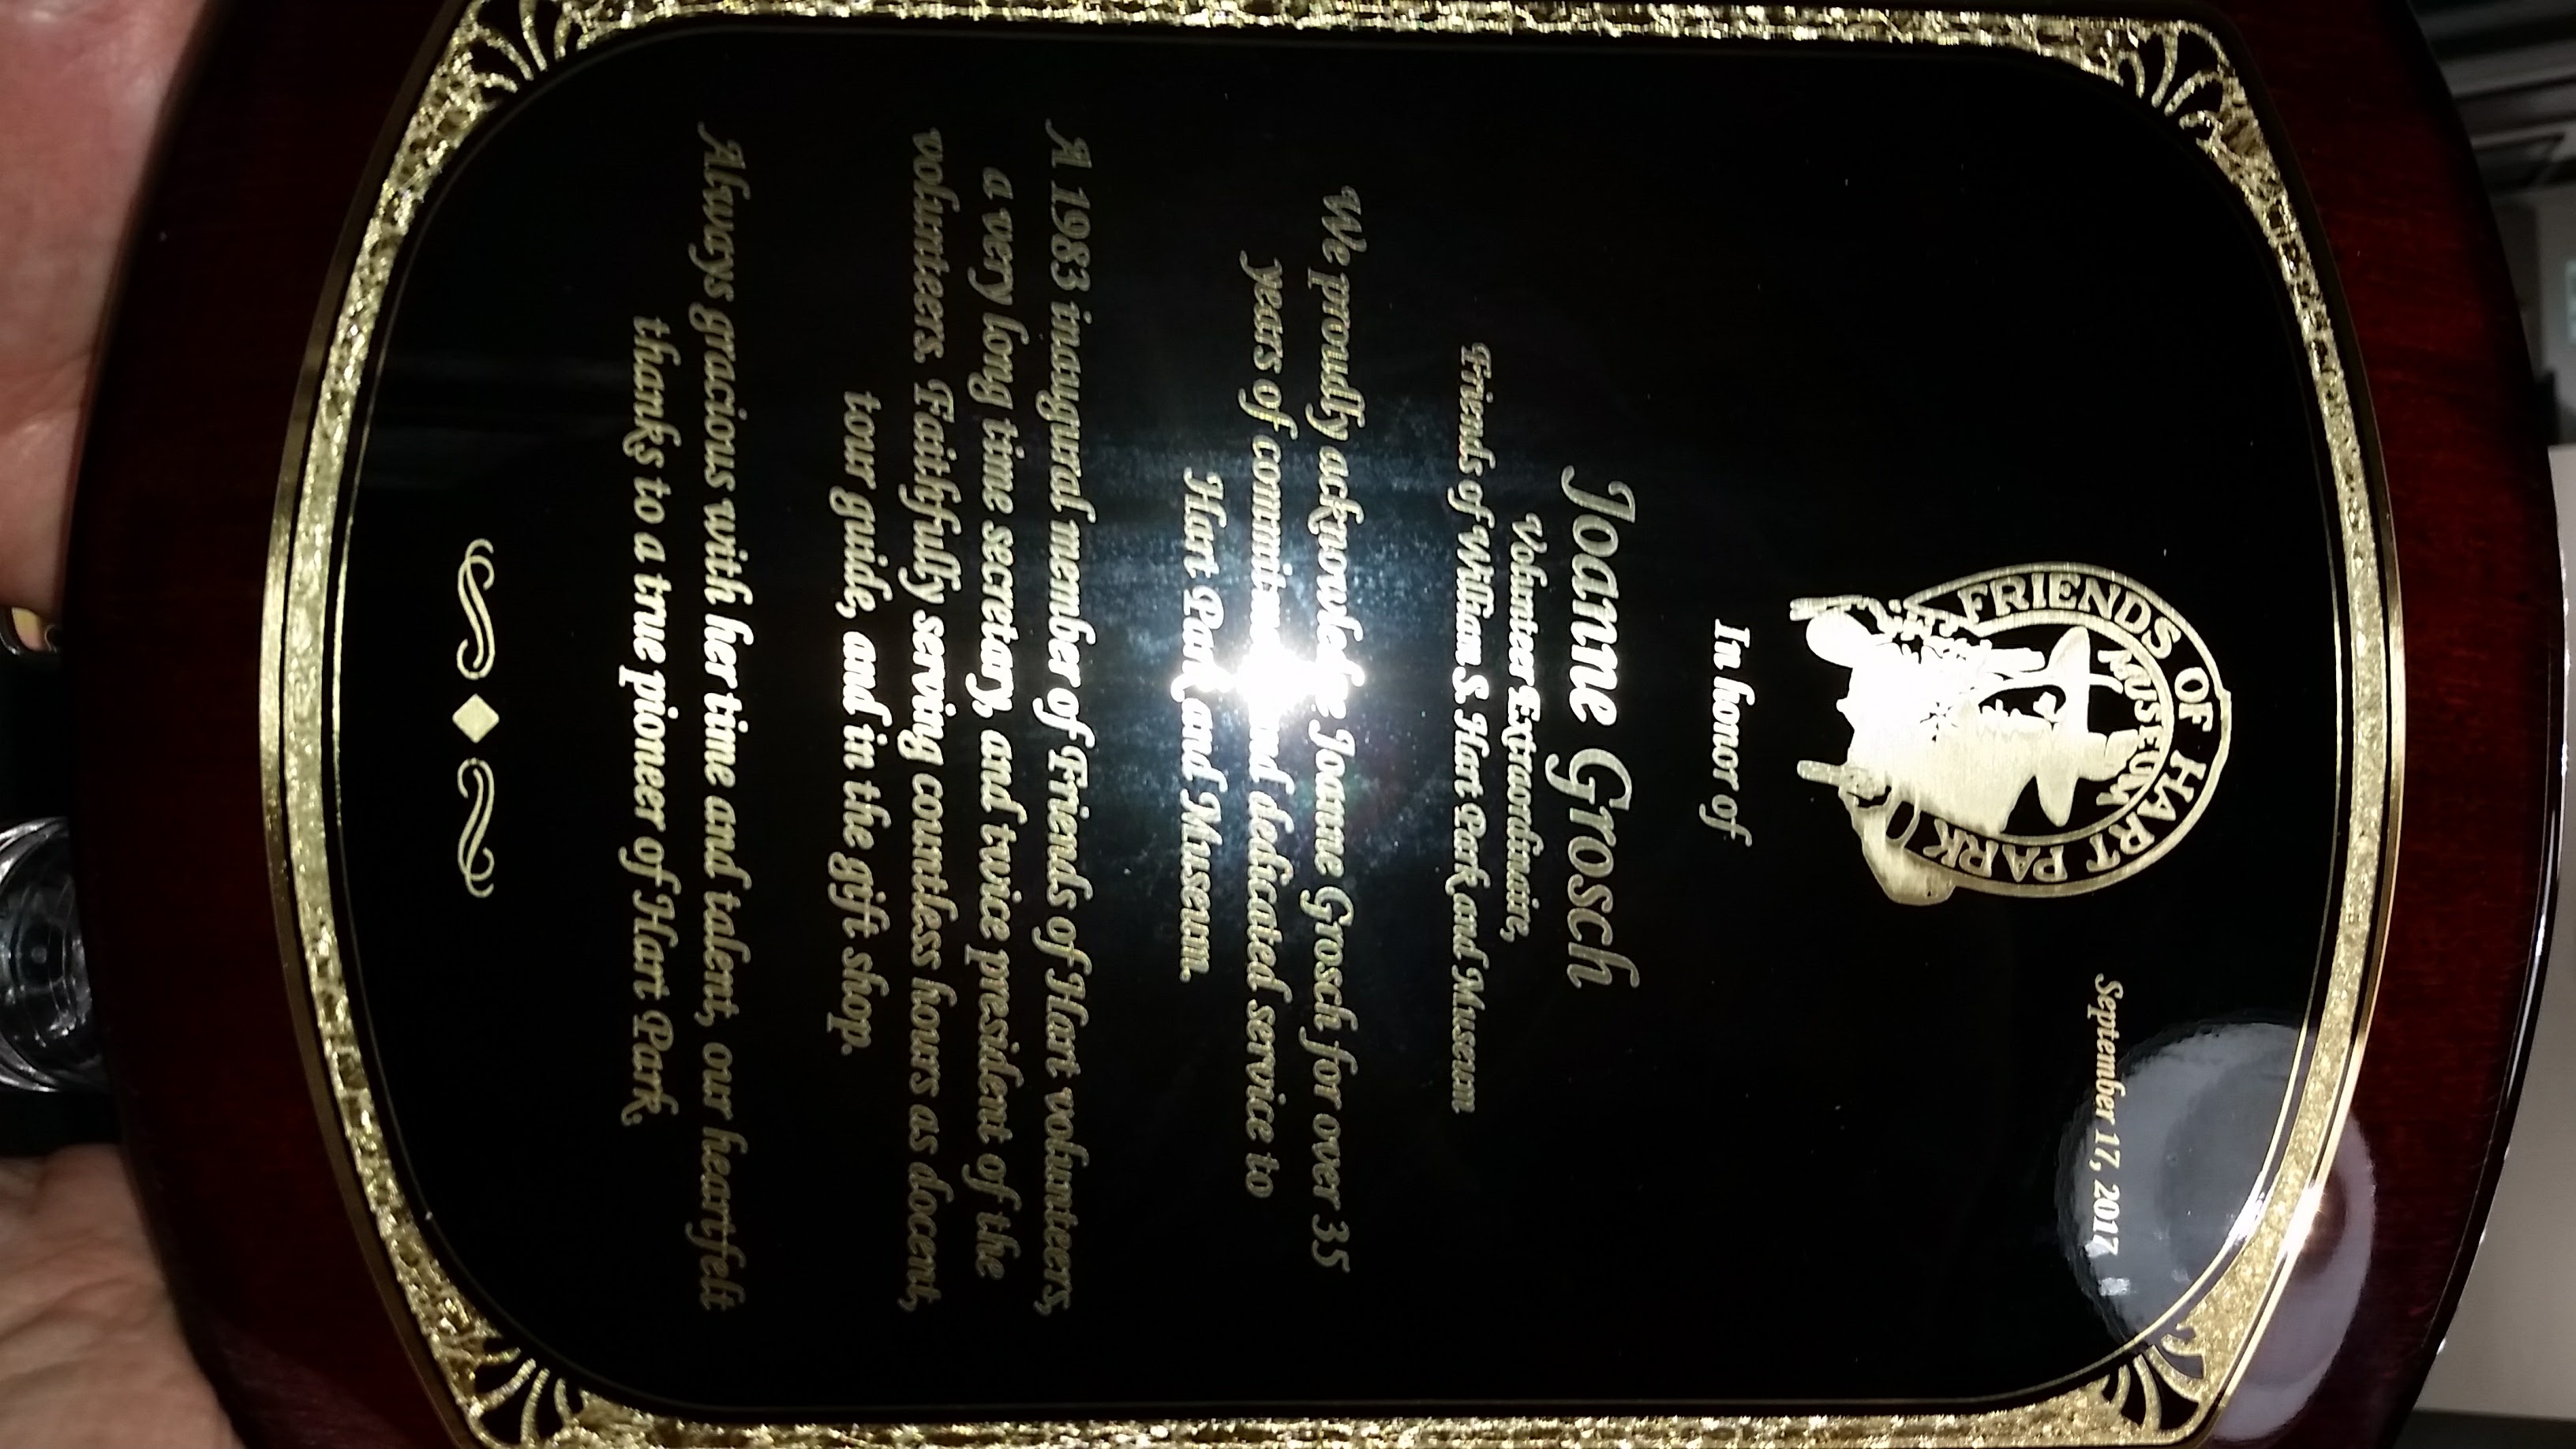 FRIENDS OF HART PARK
MUSEUM
September 17, 2017
In honor of
Joanne Grosch
Volunteer Extraordinaire,
Friends of William S. Hart Park and Museum
We proudly acknowledge Joanne Grosch for over 35
years of commitment and dedicated service to
Hart Park and Museum.
A 1983 inaugural member of Friends of Hart volunteers,
a very long time secretary, and twice president of the
volunteers. Faithfully serving countless hours as docent,
tour guide, and in the gift shop.
Always gracious with her time and talent, our heartfelt
thanks to a true pioneer of Hart Park.